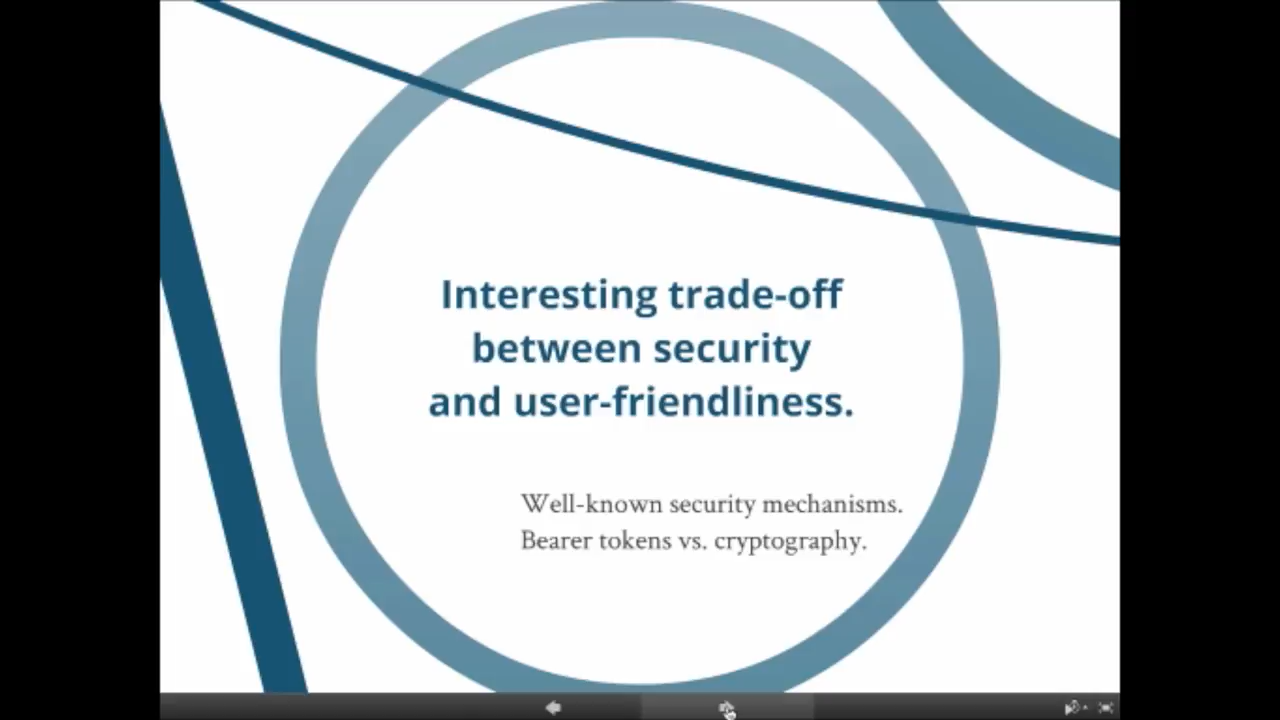 Interesting trade-off
between security
and user-friendliness.
Well-known security mechanisms.
Bearer tokens vs. cryptography.